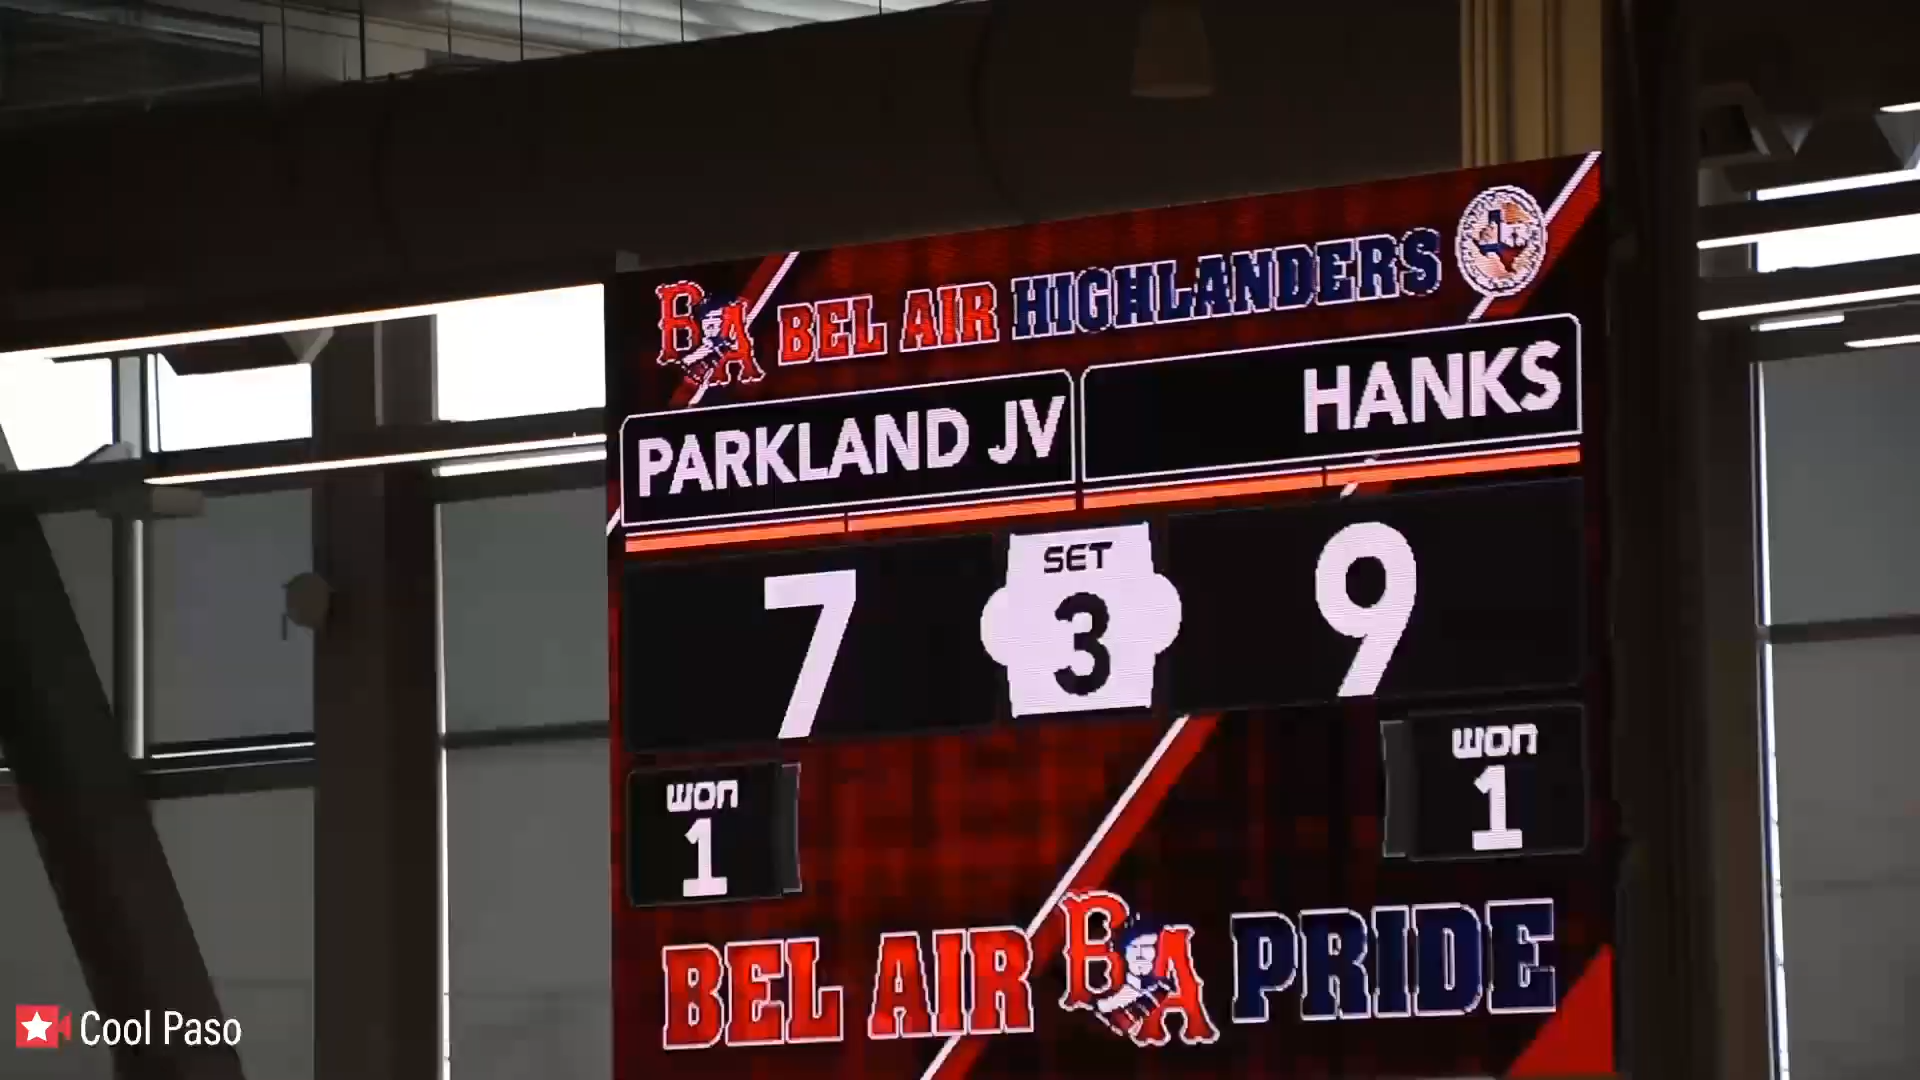 BA BEL AIR HIGHLANDERS
PARKLAND JV HANKS
7 SET 3 9
WON 1 WON 1
BEL AIR BA PRIDE
Cool Paso